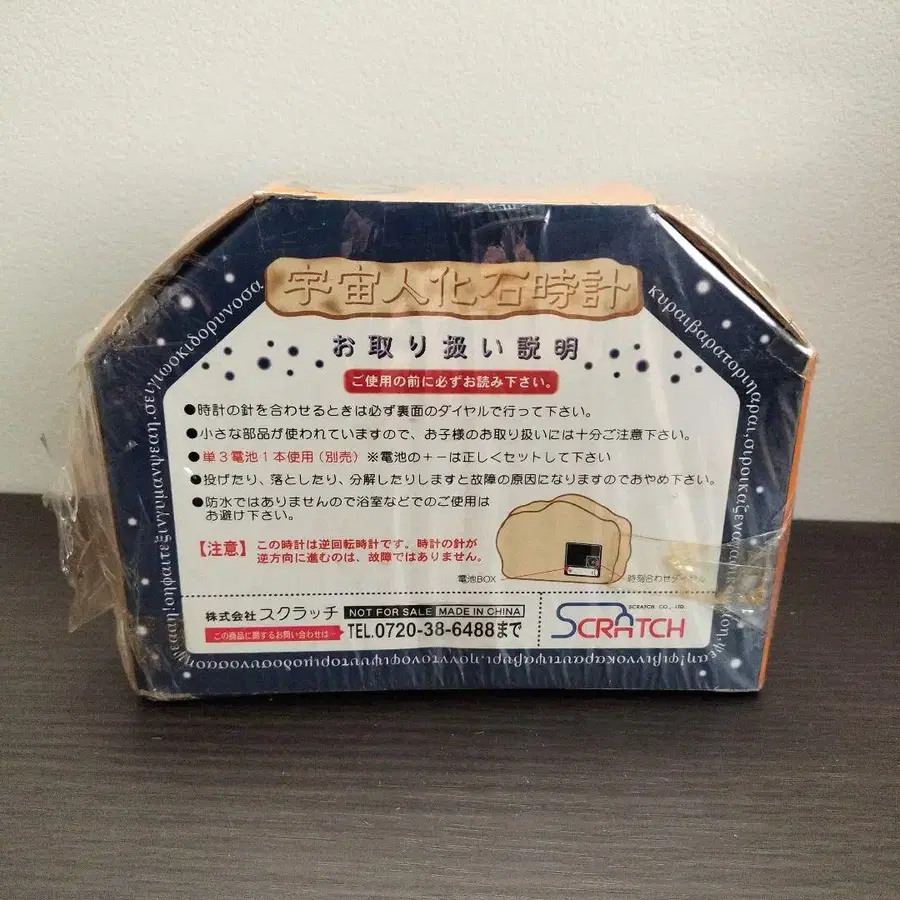 宇宙人化石時計
お取り扱い説明
ご使用の前に必ずお読み下さい。
●時計の針を合わせるときは必ず裏面のダイヤルで行って下さい。
●小さな部品が使われていますので、お子様のお取り扱いには十分ご注意下さい。
●単3電池1本使用(別売) ※電池の+-は正しくセットして下さい
●投げたり、落としたり、分解したりしますと故障の原因になりますのでおやめ下さい。
●防水ではありませんので浴室などでのご使用は
お避け下さい。
【注意】 この時計は逆回転時計です。時計の針が
逆方向に進むのは、故障ではありません。
電池BOX
時刻合わせダイヤル
株式会社スクラッチ NOT FOR SALE MADE IN CHINA
この商品に関するお問い合わせは→ TEL.0720-38-6488まで
SCRATCH CO., LTD.
SCRATCH